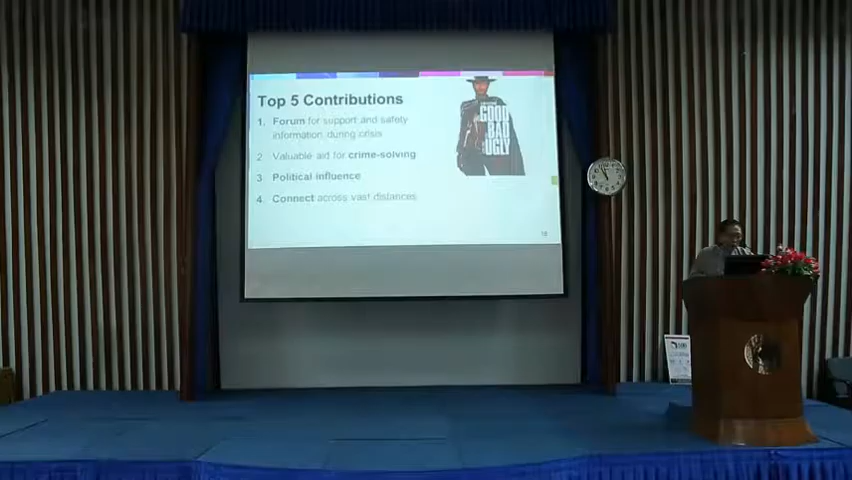 Top 5 Contributions
1. Forum for support and safety
information during crisis
2 Valuable aid for crime-solving
3 Political influence
4. Connect across vast distances
GOOD
BAD
UGLY
18